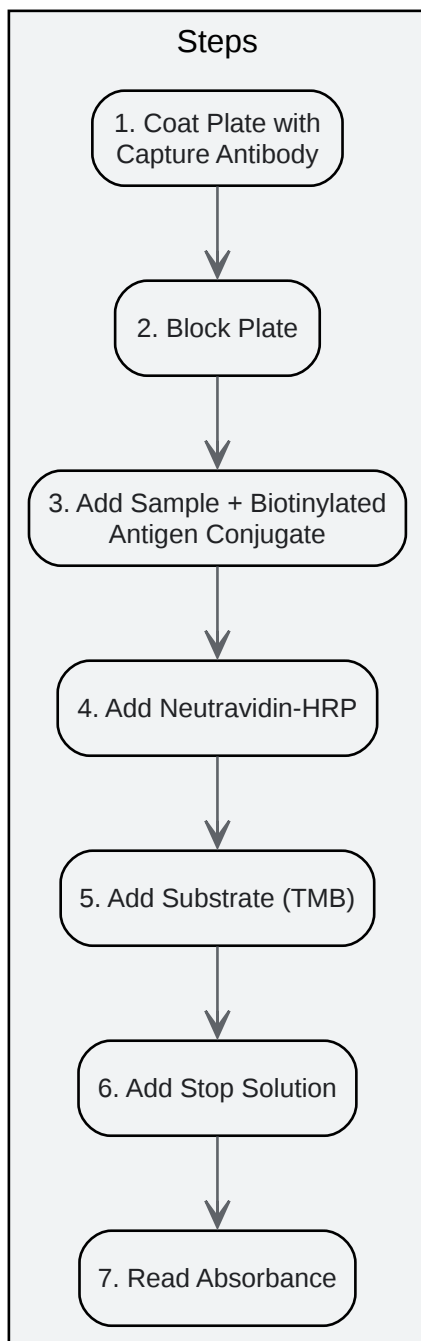 Steps
1. Coat Plate with
Capture Antibody
2. Block Plate
3. Add Sample + Biotinylated
Antigen Conjugate
4. Add Neutravidin-HRP
5. Add Substrate (TMB)
6. Add Stop Solution
7. Read Absorbance